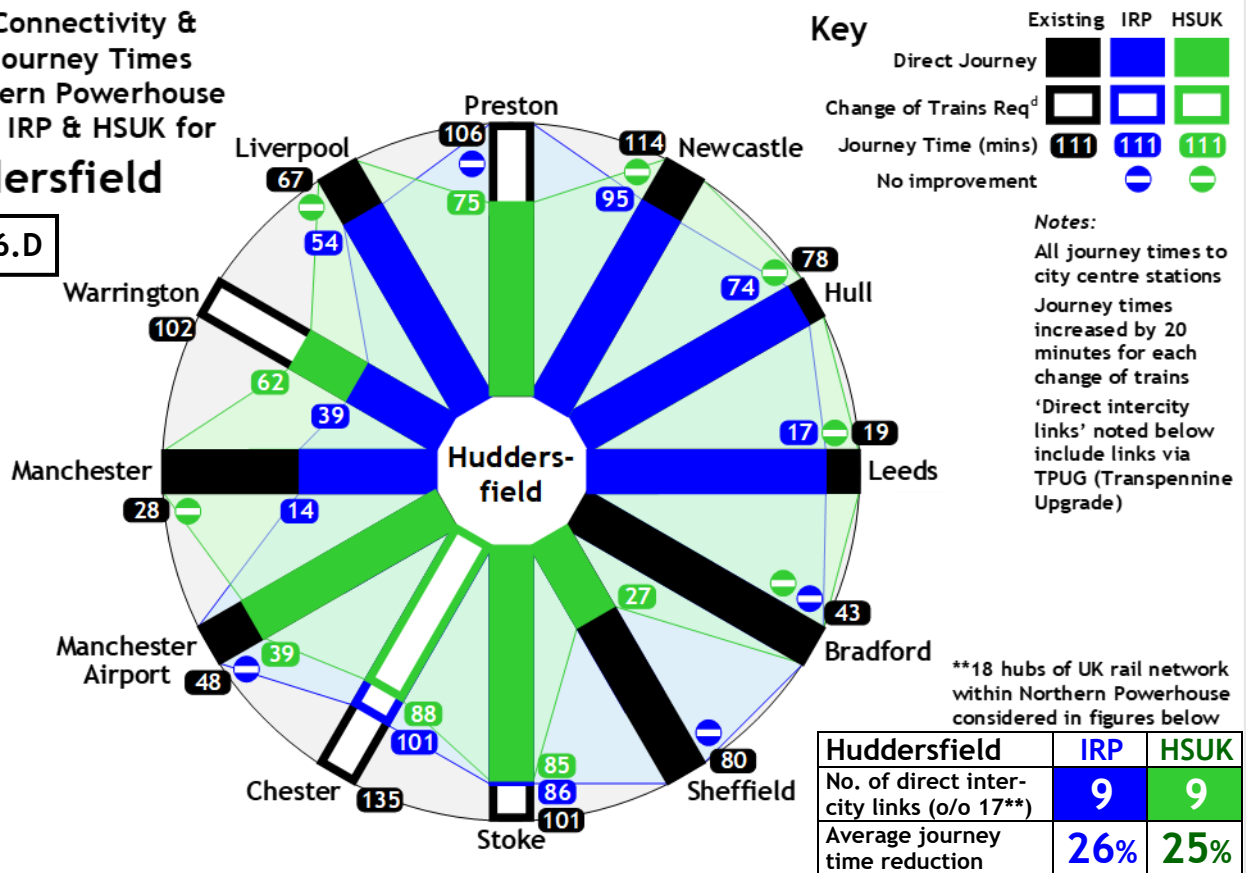 Connectivity &
ourney Times
ern Powerhouse
IRP & HSUK for
dersfield
6.D
Key
Existing IRP HSUK
Direct Journey
Change of Trains Reqd
Journey Time (mins) 111 111 111
No improvement
Notes:
All journey times to
city centre stations
Journey times
increased by 20
minutes for each
change of trains
‘Direct intercity
links’ noted below
include links via
TPUG (Transpennine
Upgrade)
Preston
106
75
Newcastle
114
95
Hull
78
74
Leeds
17
19
Bradford
43
Sheffield
27
80
Stoke
85
86
101
Chester
88
101
135
Manchester
Airport
39
48
Manchester
28
14
Warrington
102
62
39
Liverpool
67
54
Hudders-
field
**18 hubs of UK rail network
within Northern Powerhouse
considered in figures below
Huddersfield IRP HSUK
No. of direct inter-
city links (o/o 17**) 9 9
Average journey
time reduction 26% 25%